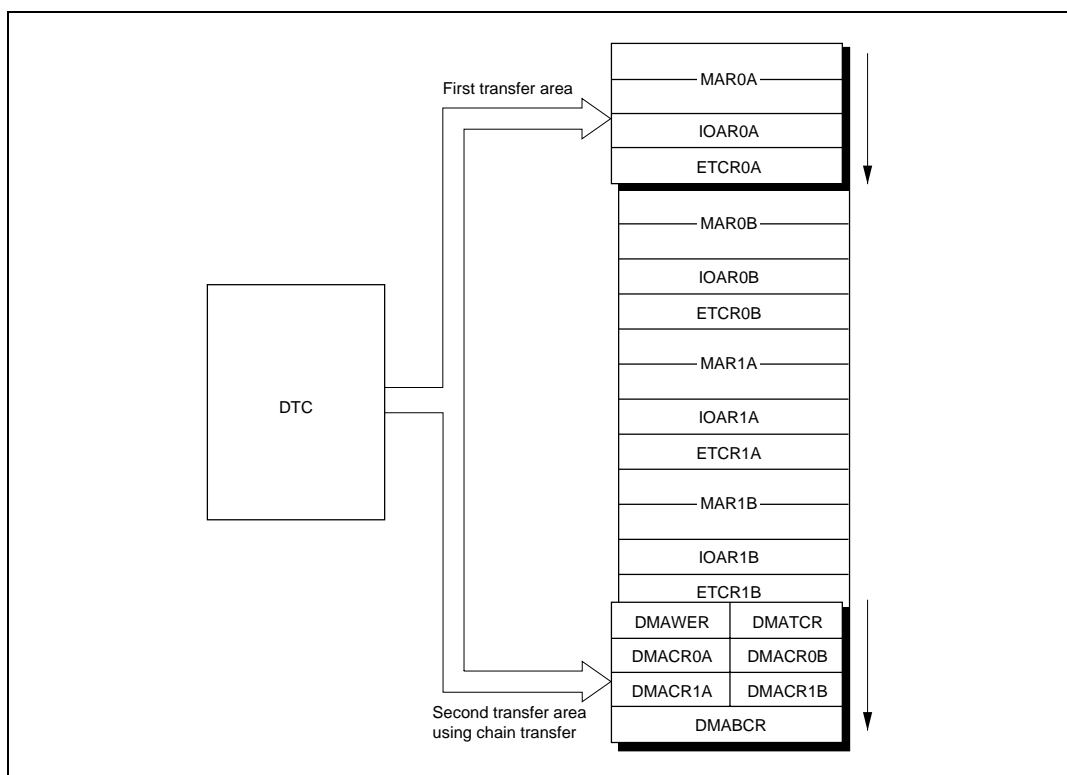 First transfer area
MAR0A
IOAR0A
ETCR0A
MAR0B
IOAR0B
ETCR0B
MAR1A
DTC
IOAR1A
ETCR1A
MAR1B
IOAR1B
ETCR1B
DMAWER DMATCR
DMACR0A DMACR0B
DMACR1A DMACR1B
Second transfer area
using chain transfer
DMABCR